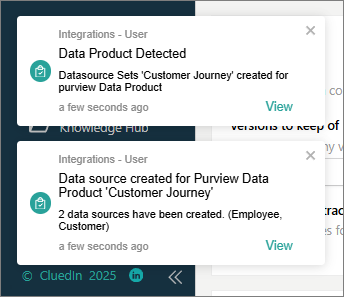 Integrations - User
Data Product Detected
Datasource Sets 'Customer Journey' created for
purview Data Product
a few seconds ago
View
Knowledge Hub
versions to keep of
Integrations - User
Data source created for Purview Data
Product 'Customer Journey'
2 data sources have been created. (Employee,
Customer)
a few seconds ago
View
© CluedIn 2025
in